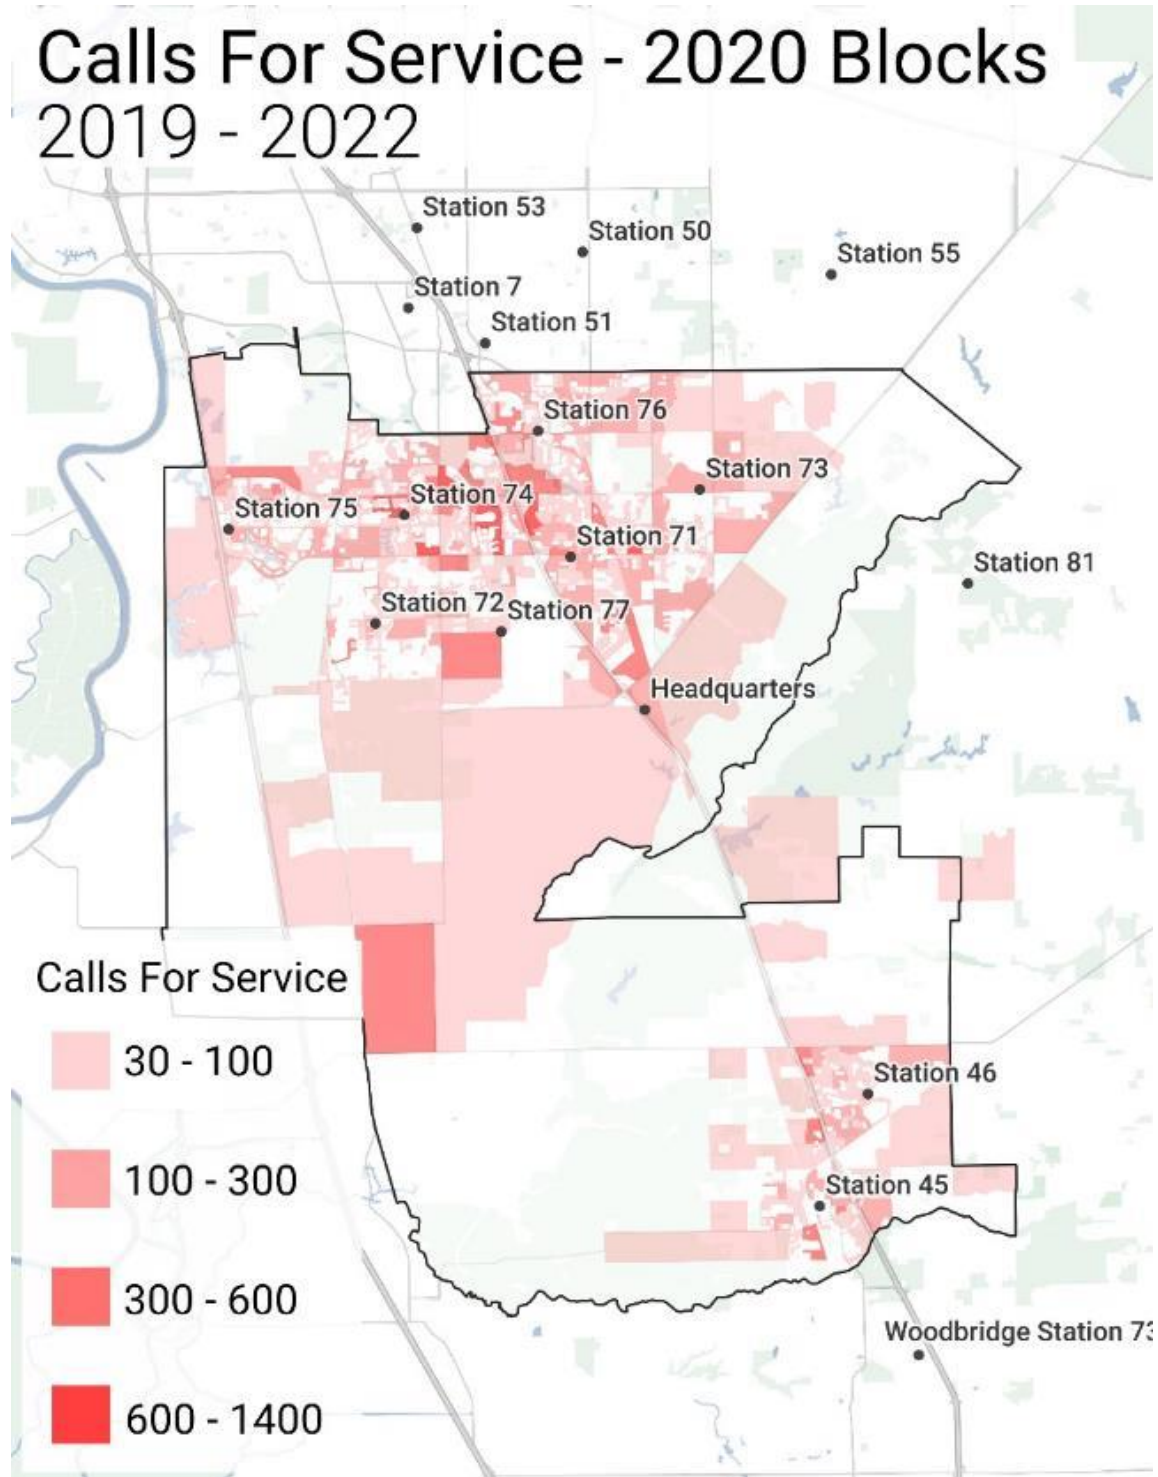 Calls For Service - 2020 Blocks
2019 - 2022
Station 53
Station 50
Station 55
Station 7
Station 51
Station 76
Station 73
Station 74
Station 75
Station 71
Station 81
Station 72
Station 77
Headquarters
Calls For Service
30 - 100
100 - 300
300 - 600
600 - 1400
Station 46
Station 45
Woodbridge Station 73